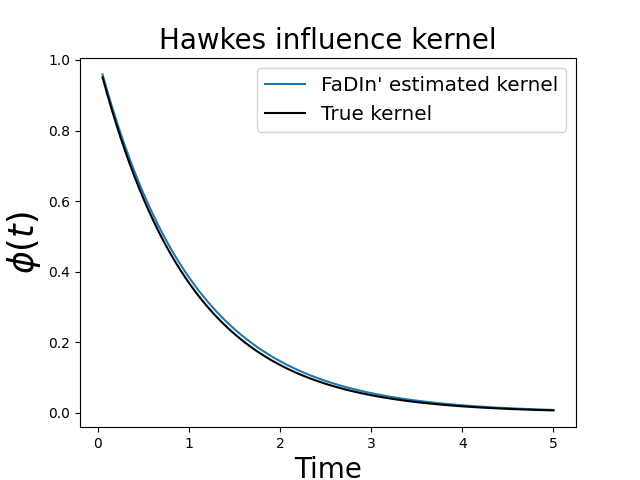 Hawkes influence kernel
FaDIn' estimated kernel
True kernel
ϕ(t)
1.0
0.8
0.6
0.4
0.2
0.0
0 1 2 3 4 5
Time